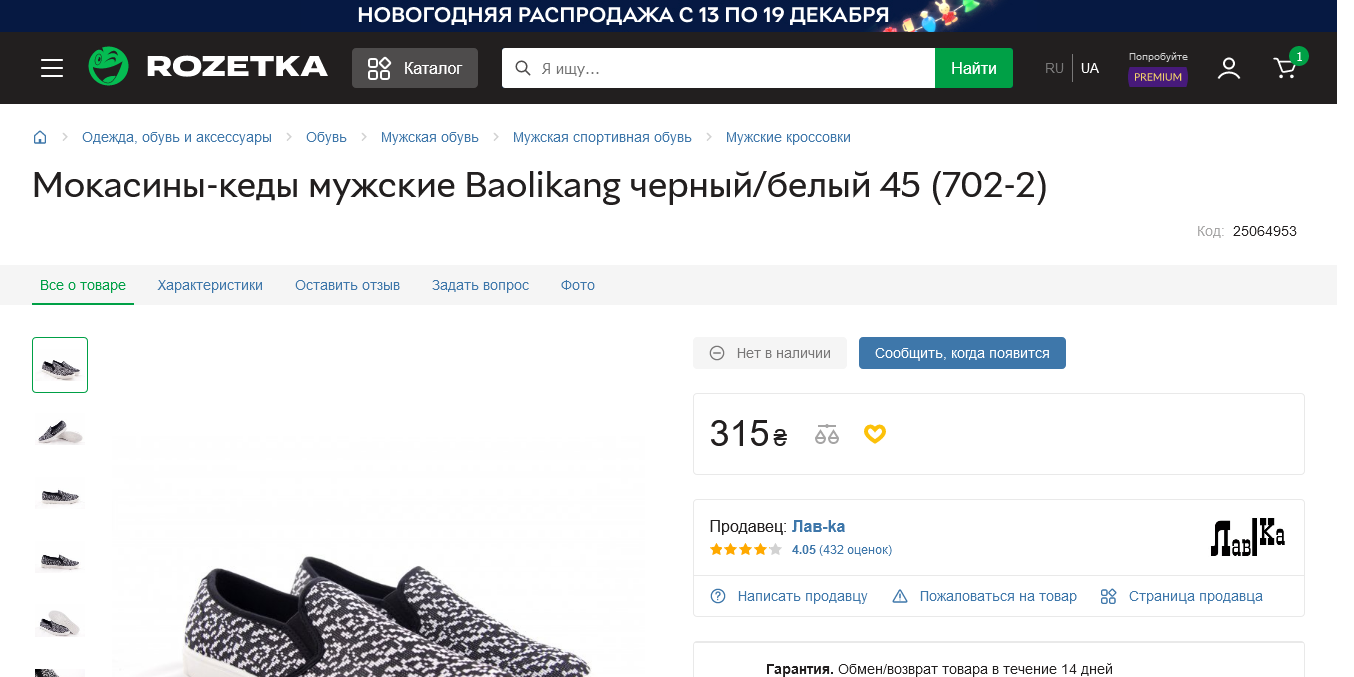 НОВОГОДНЯЯ РАСПРОДАЖА С 13 ПО 19 ДЕКАБРЯ
ROZETKA
Каталог
Я ищу...
Найти
RU
UA
Попробуйте
PREMIUM
1
Одежда, обувь и аксессуары
Обувь
Мужская обувь
Мужская спортивная обувь
Мужские кроссовки
Мокасины-кеды мужские Baolikang черный/белый 45 (702-2)
Код: 25064953
Все о товаре
Характеристики
Оставить отзыв
Задать вопрос
Фото
Нет в наличии
Сообщить, когда появится
315 ₴
Продавец: Лав-ka
4.05 (432 оценок)
ЛавКа
Написать продавцу
Пожаловаться на товар
Страница продавца
Гарантия. Обмен/возврат товара в течение 14 дней